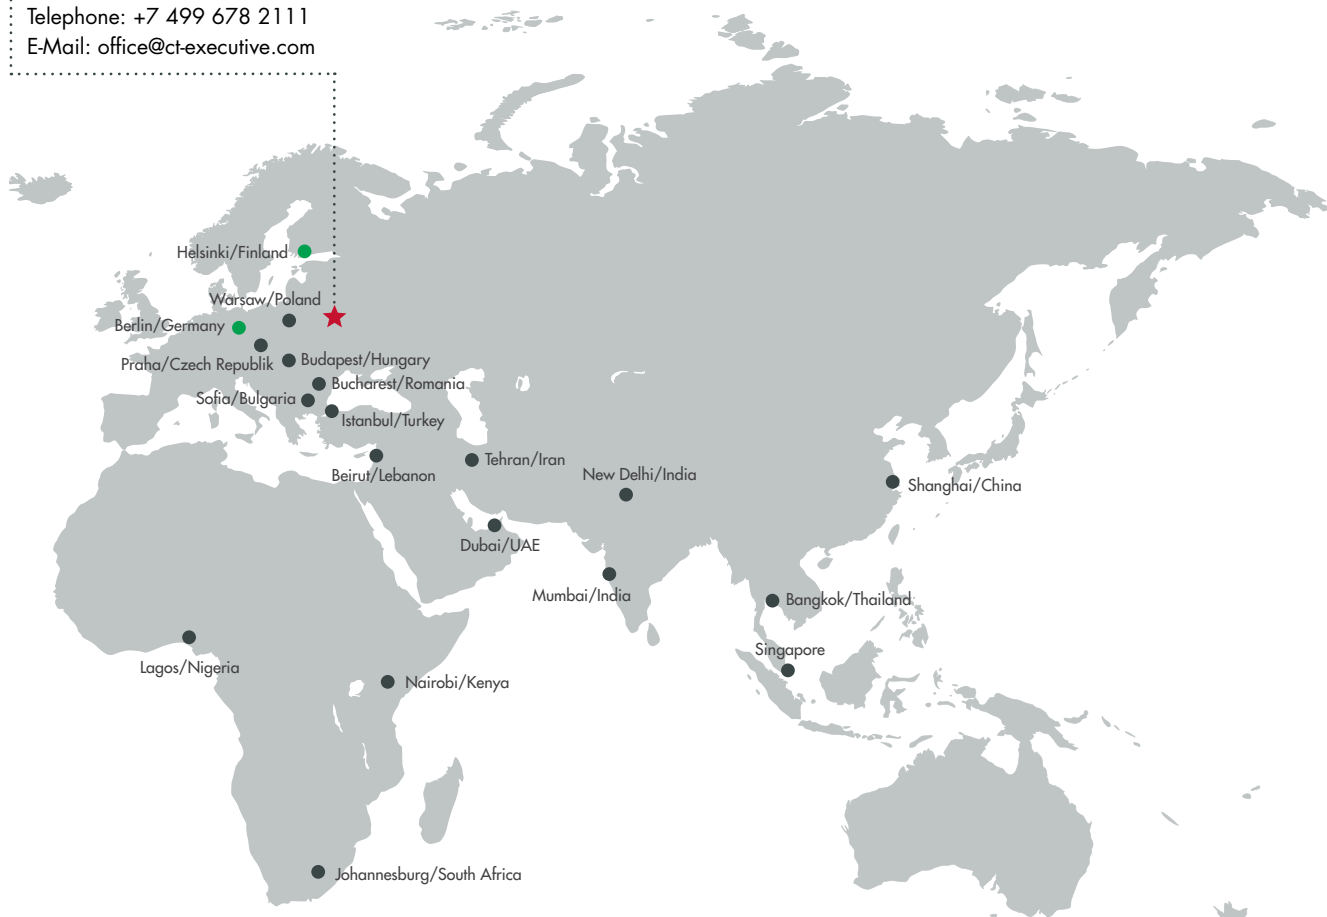 Telephone: +7 499 678 2111
E-Mail: office@ct-executive.com
Helsinki/Finland
Warsaw/Poland
Berlin/Germany
Praha/Czech Republik
Budapest/Hungary
Bucharest/Romania
Sofia/Bulgaria
Istanbul/Turkey
Beirut/Lebanon
Tehran/Iran
New Delhi/India
Shanghai/China
Dubai/UAE
Mumbai/India
Bangkok/Thailand
Singapore
Lagos/Nigeria
Nairobi/Kenya
Johannesburg/South Africa